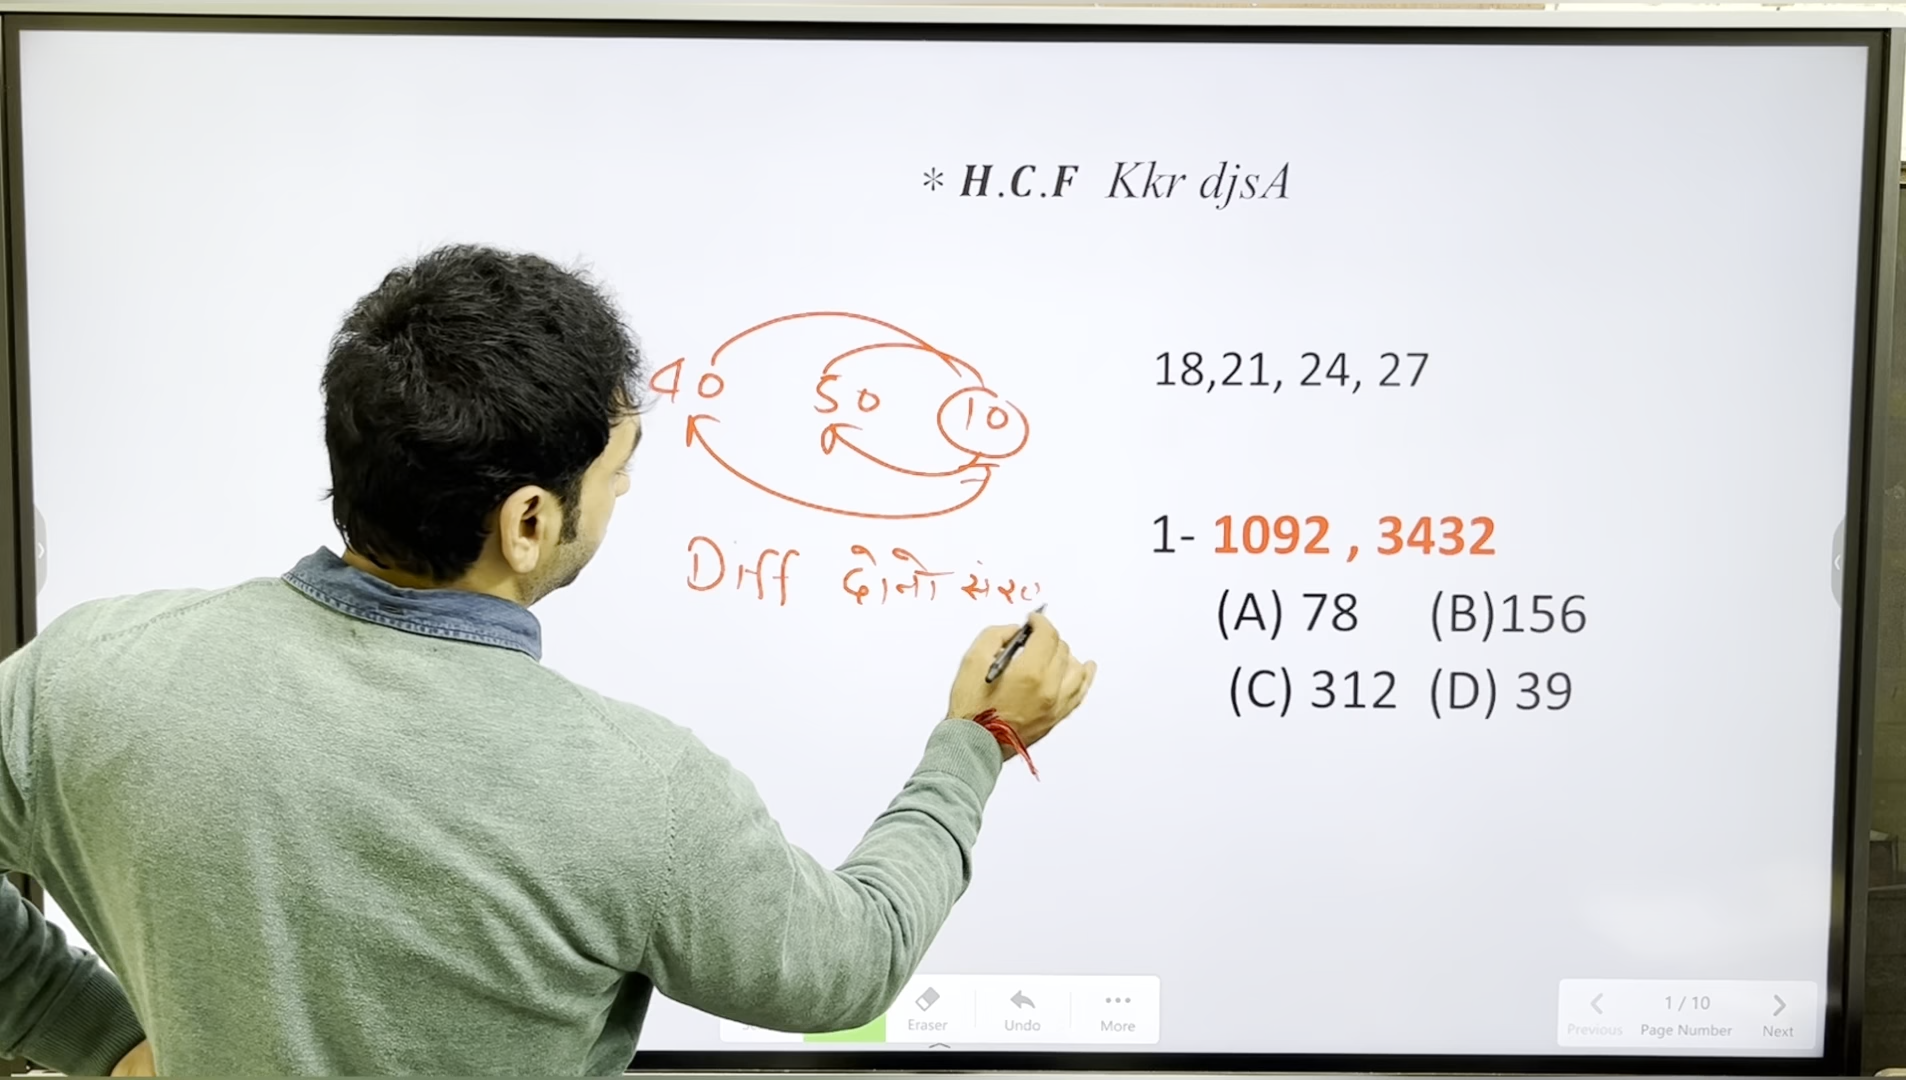 * H.C.F Kkr djsA
40 50 10
18,21, 24, 27
Diff दोनो
1- 1092 , 3432
(A) 78 (B)156
(C) 312 (D) 39
Eraser Undo More
1 / 10
Previous Page Number Next